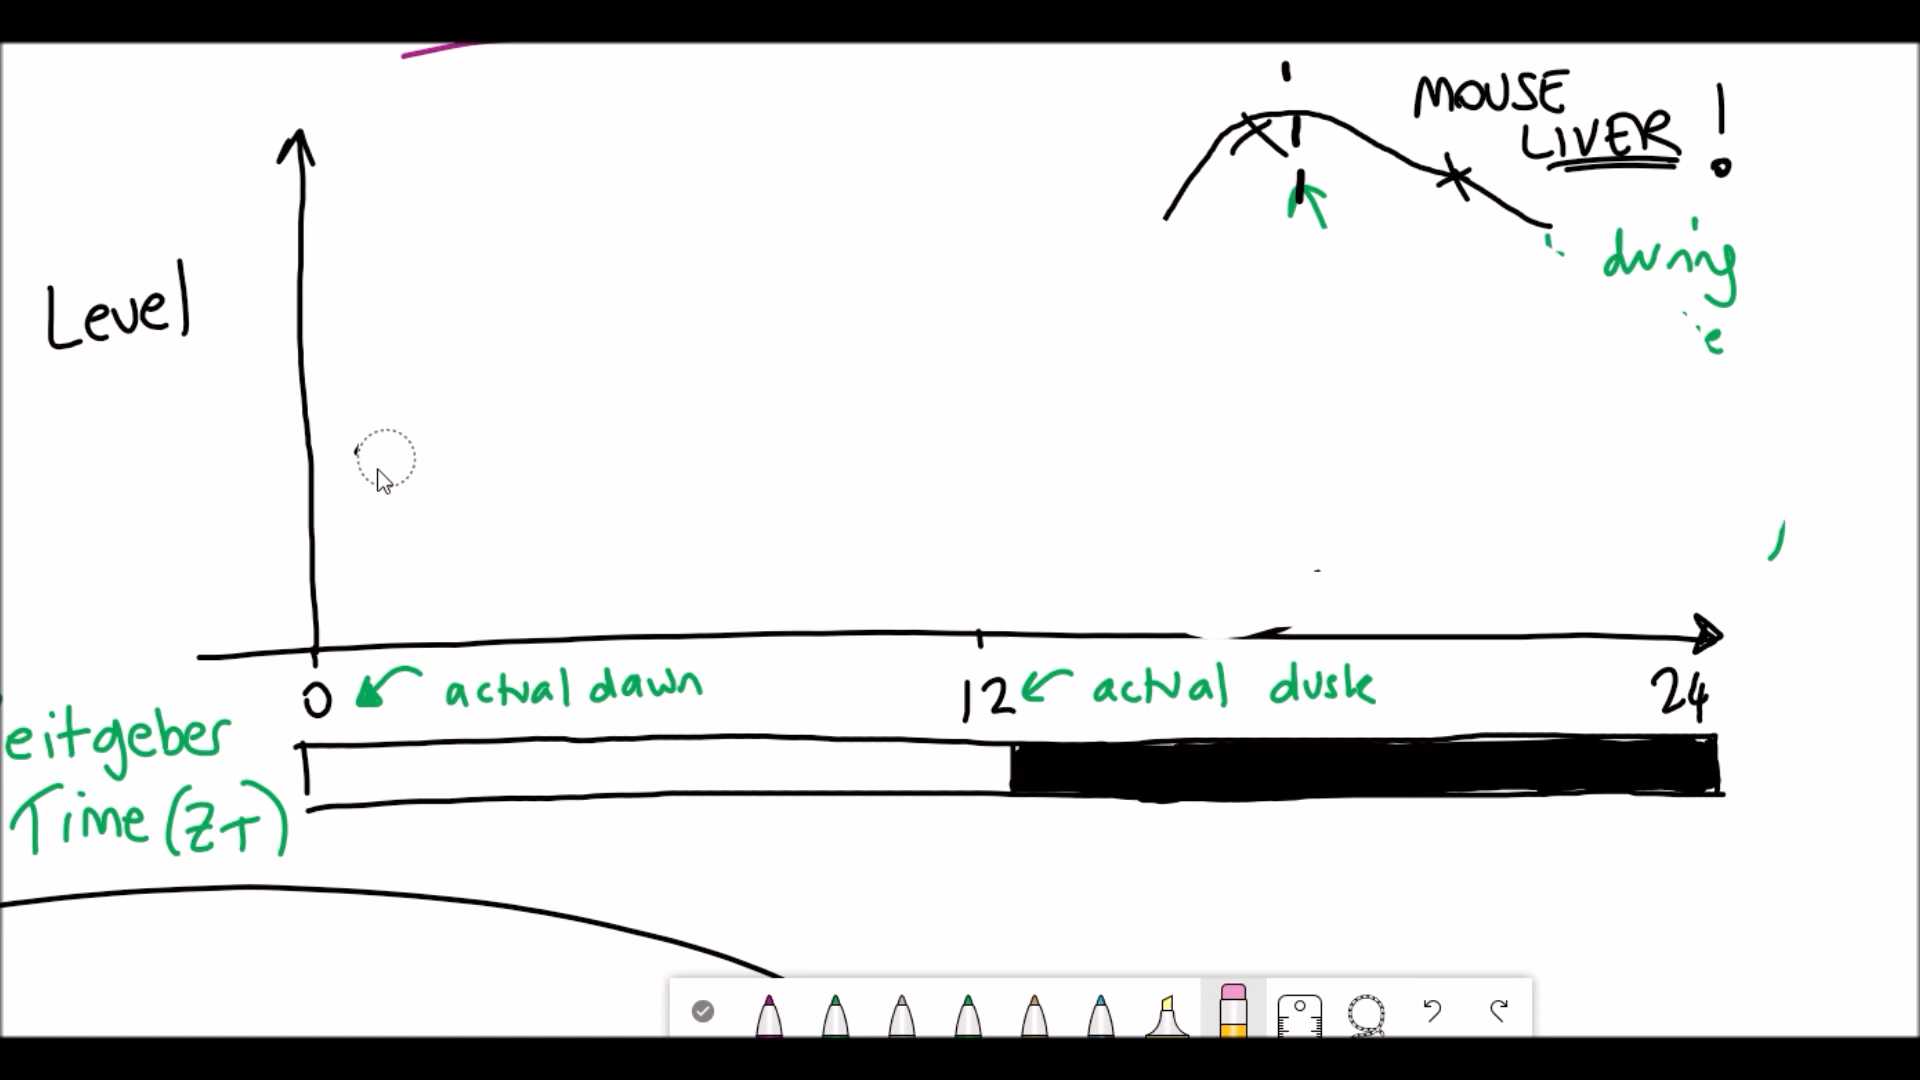 MOUSE
LIVER!
during
e
Level
0 actual dawn 12 actual dusk 24
eitgeber
Time (ZT)